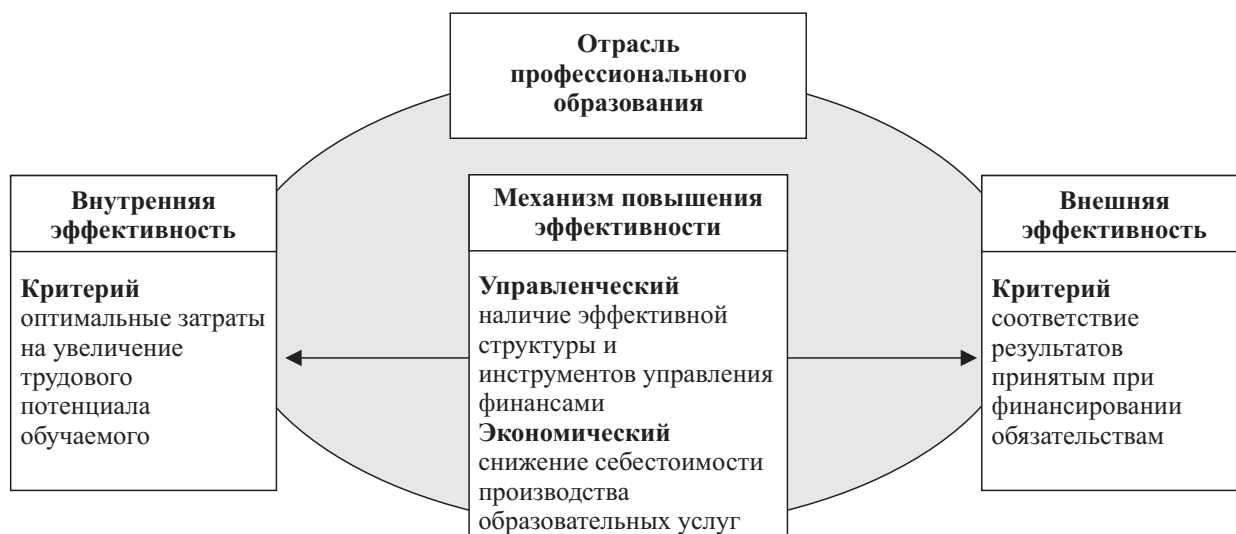 Отрасль
профессионального
образования
Внутренняя
эффективность
Критерий
оптимальные затраты
на увеличение
трудового
потенциала
обучаемого
Механизм повышения
эффективности
Управленческий
наличие эффективной
структуры и
инструментов управления
финансами
Экономический
снижение себестоимости
производства
образовательных услуг
Внешняя
эффективность
Критерий
соответствие
результатов
принятым при
финансировании
обязательствам